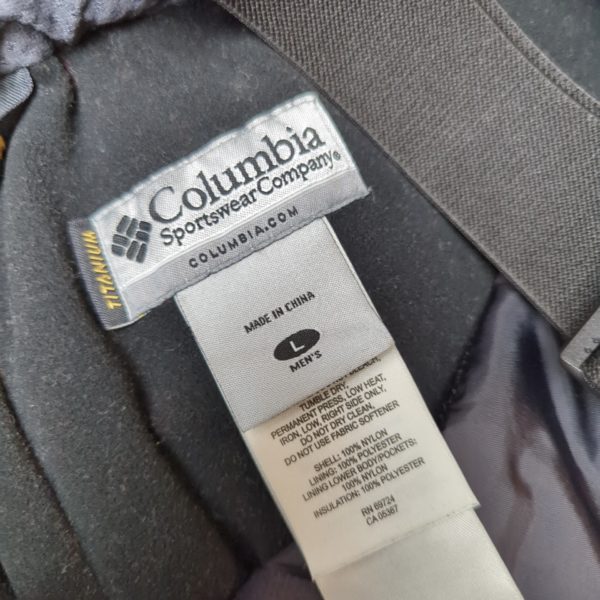 Columbia
Sportswear Company®
COLUMBIA.COM
TITANIUM
MADE IN CHINA
L
MEN'S
BLEACH,
TUMBLE DRY,
PERMANENT PRESS, LOW HEAT,
IRON, LOW, RIGHT SIDE ONLY,
DO NOT DRY CLEAN,
DO NOT USE FABRIC SOFTENER
SHELL: 100% NYLON
LINING: 100% POLYESTER
LINING LOWER BODY/POCKETS:
100% NYLON
INSULATION: 100% POLYESTER
RN 69724
CA 05367